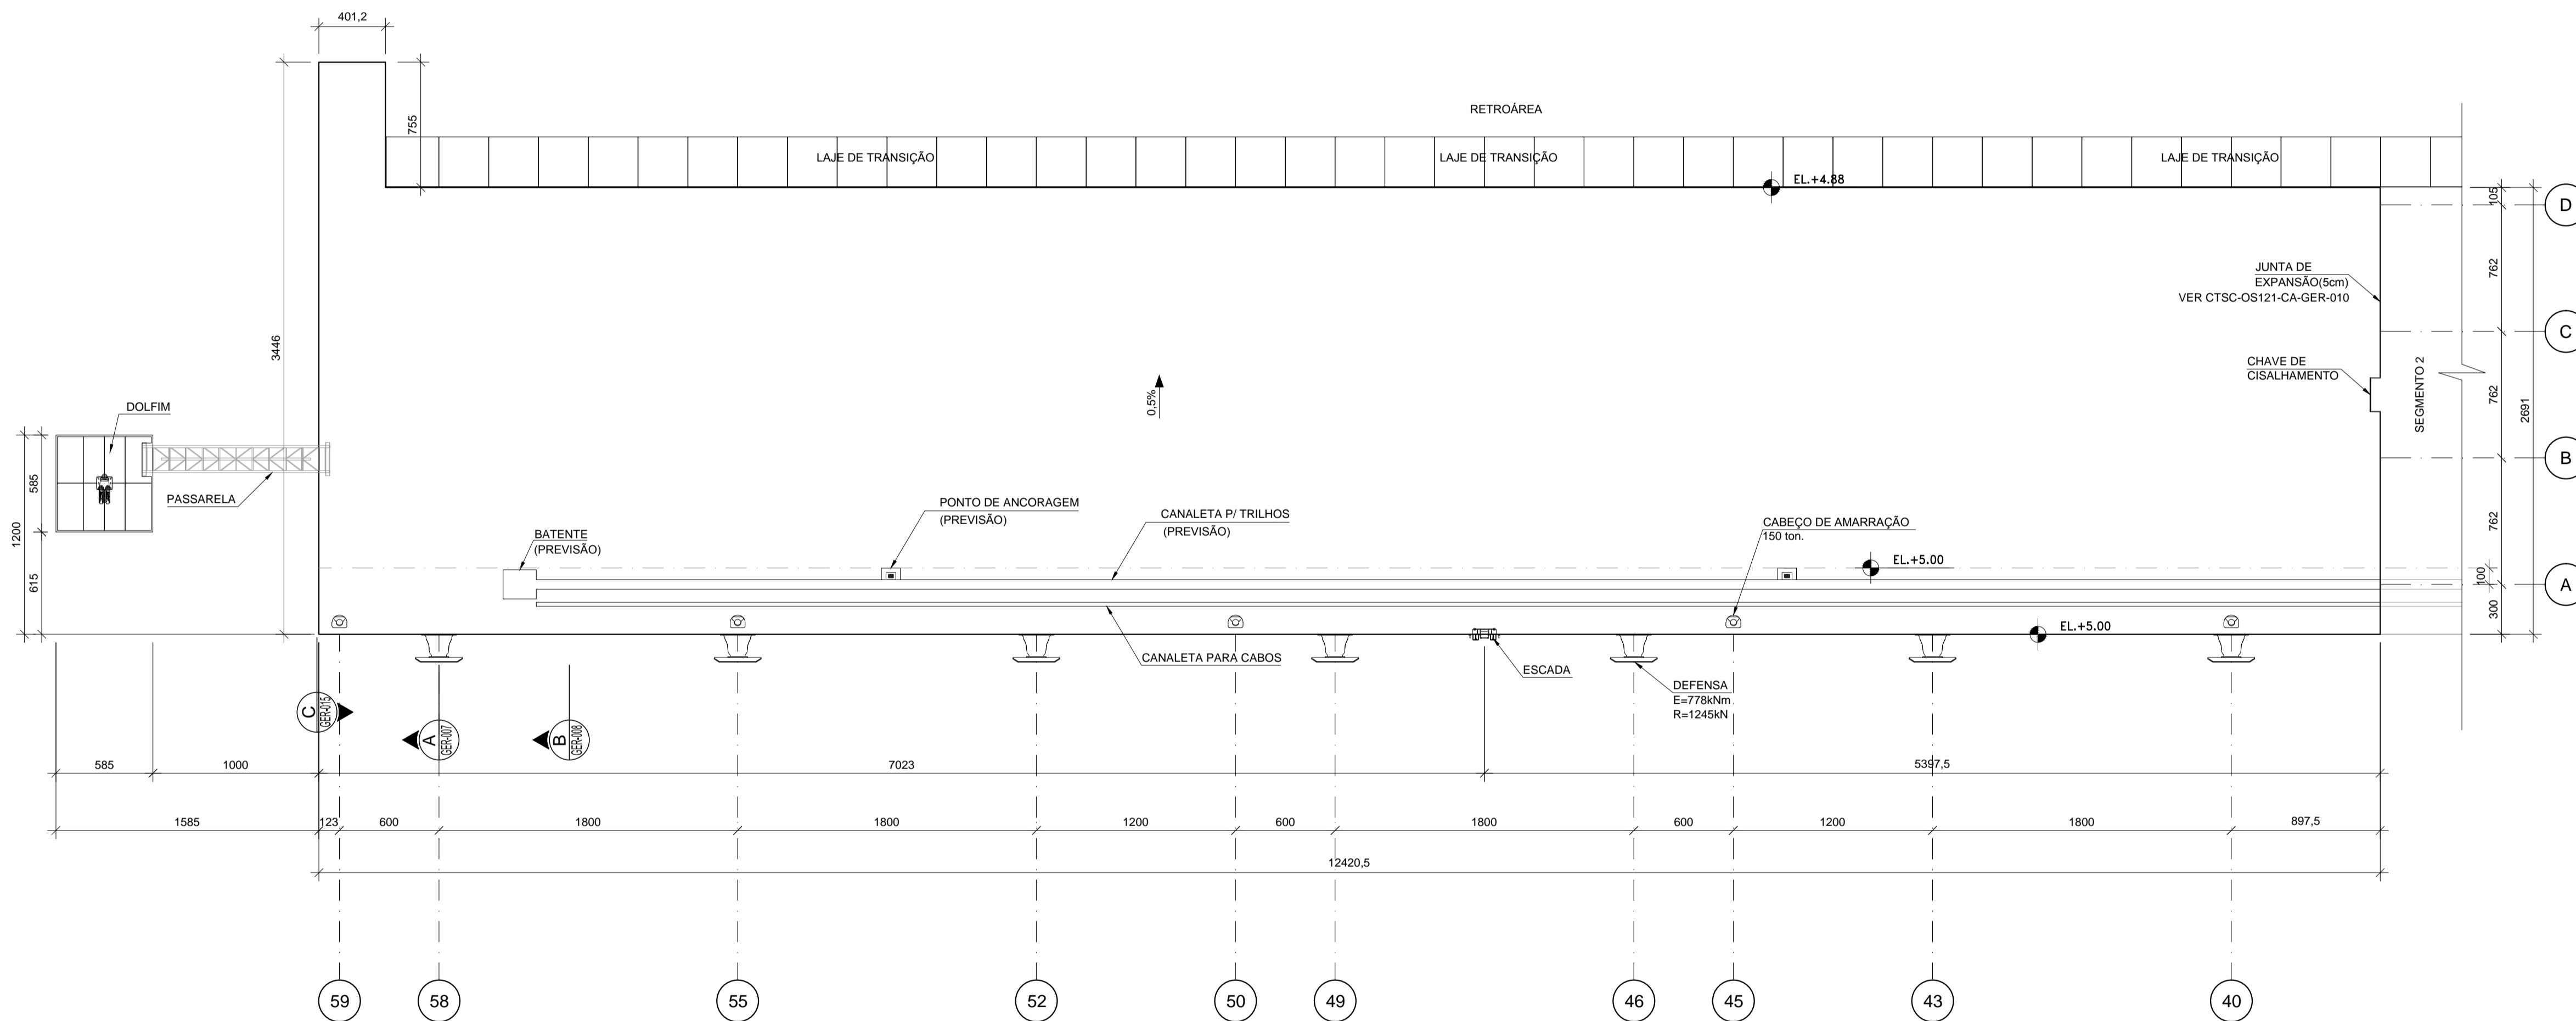 401,2
3446
755
RETROÁREA
LAJE DE TRANSIÇÃO
LAJE DE TRANSIÇÃO
LAJE DE TRANSIÇÃO
EL.+4.88
105
D
762
JUNTA DE
EXPANSÃO(5cm)
VER CTSC-OS121-CA-GER-010
C
CHAVE DE
CISALHAMENTO
SEGMENTO 2
762
2691
0,5%
DOLFIM
B
1200
585
615
PASSARELA
BATENTE
(PREVISÃO)
PONTO DE ANCORAGEM
(PREVISÃO)
CANALETA P/ TRILHOS
(PREVISÃO)
CABEÇO DE AMARRAÇÃO
150 ton.
762
EL.+5.00
100
A
300
EL.+5.00
CANALETA PARA CABOS
ESCADA
DEFENSA
E=778kNm
R=1245kN
C
GER-015
A
GER-007
B
GER-008
585
1000
7023
5397,5
1585
123
600
1800
1800
1200
600
1800
600
1200
1800
897,5
12420,5
59
58
55
52
50
49
46
45
43
40